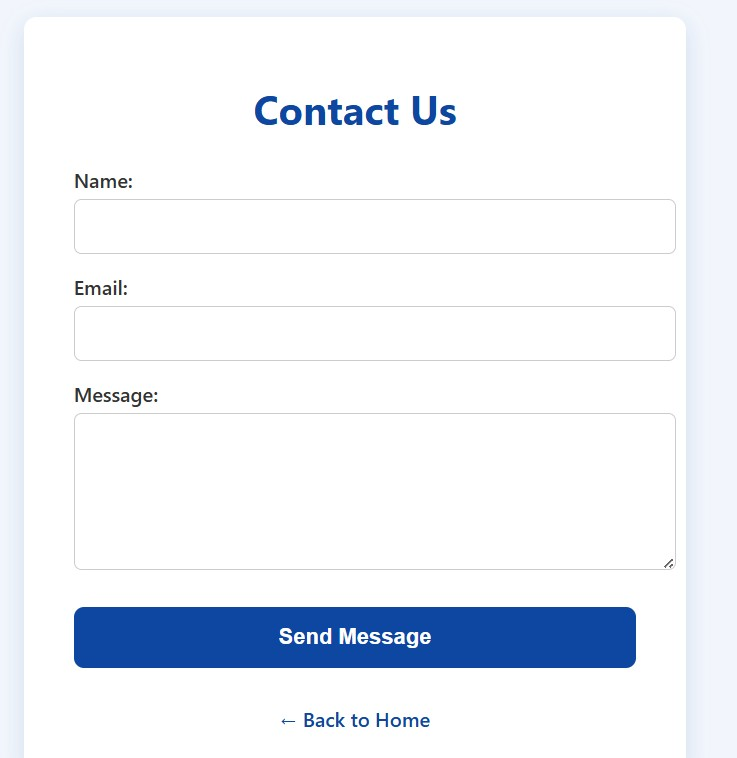 Contact Us
Name:
Email:
Message:
Send Message
← Back to Home